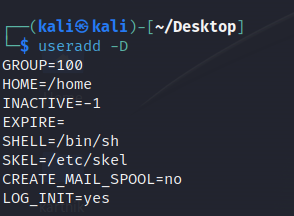 ┌──(kali㉿kali)-[~/Desktop]
└─$ useradd -D
GROUP=100
HOME=/home
INACTIVE=-1
EXPIRE=
SHELL=/bin/sh
SKEL=/etc/skel
CREATE_MAIL_SPOOL=no
LOG_INIT=yes